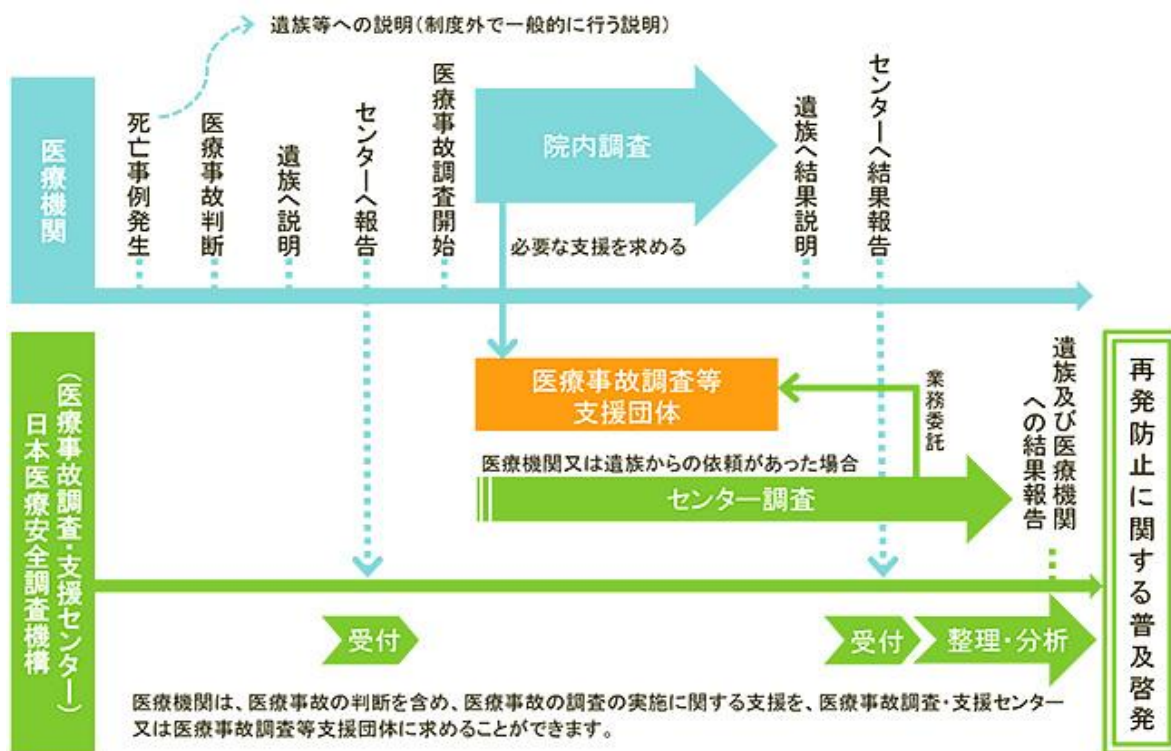 遺族等への説明（制度外で一般的に行う説明）
医療機関
死亡事例発生
医療事故判断
遺族へ説明
センターへ報告
医療事故調査開始
院内調査
遺族へ結果説明
センターへ結果報告
必要な支援を求める
医療事故調査等
支援団体
業務委託
医療機関又は遺族からの依頼があった場合
センター調査
遺族及び医療機関
への結果報告
再発防止に関する普及啓発
（医療事故調査・支援センター）
日本医療安全調査機構
受付
受付
整理・分析
医療機関は、医療事故の判断を含め、医療事故の調査の実施に関する支援を、医療事故調査・支援センター
又は医療事故調査等支援団体に求めることができます。